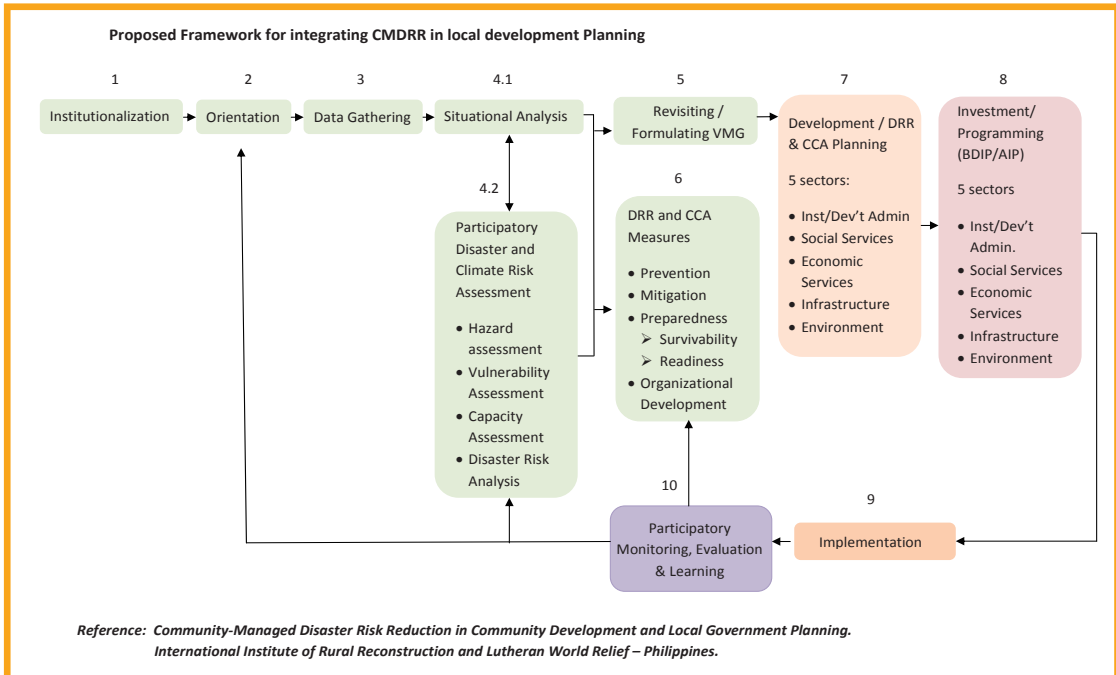 Proposed Framework for integrating CMDRR in local development Planning
1
Institutionalization
2
Orientation
3
Data Gathering
4.1
Situational Analysis
4.2
Participatory
Disaster and
Climate Risk
Assessment
• Hazard
assessment
• Vulnerability
Assessment
• Capacity
Assessment
• Disaster Risk
Analysis
5
Revisiting /
Formulating VMG
6
DRR and CCA
Measures
• Prevention
• Mitigation
• Preparedness
➢ Survivability
➢ Readiness
• Organizational
Development
7
Development / DRR
& CCA Planning
5 sectors:
• Inst/Dev’t Admin
• Social Services
• Economic
Services
• Infrastructure
• Environment
8
Investment/
Programming
(BDIP/AIP)
5 sectors
• Inst/Dev’t
Admin.
• Social Services
• Economic
Services
• Infrastructure
• Environment
9
Implementation
10
Participatory
Monitoring, Evaluation
& Learning
Reference: Community-Managed Disaster Risk Reduction in Community Development and Local Government Planning.
International Institute of Rural Reconstruction and Lutheran World Relief – Philippines.